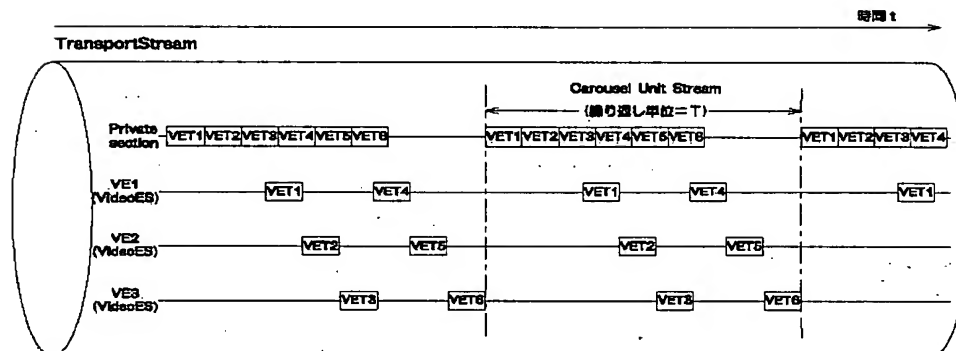 時間 t
TransportStream
Carousel Unit Stream
(繰り返し単位=T)
Private
section
VET1 VET2 VET3 VET4 VET5 VET6 VET1 VET2 VET3 VET4 VET5 VET6 VET1 VET2 VET3 VET4
VE1
(VideoES)
VET1 VET4 VET1 VET4 VET1
VE2
(VideoES)
VET2 VET5 VET2 VET5
VE3
(VideoES)
VET3 VET6 VET3 VET6